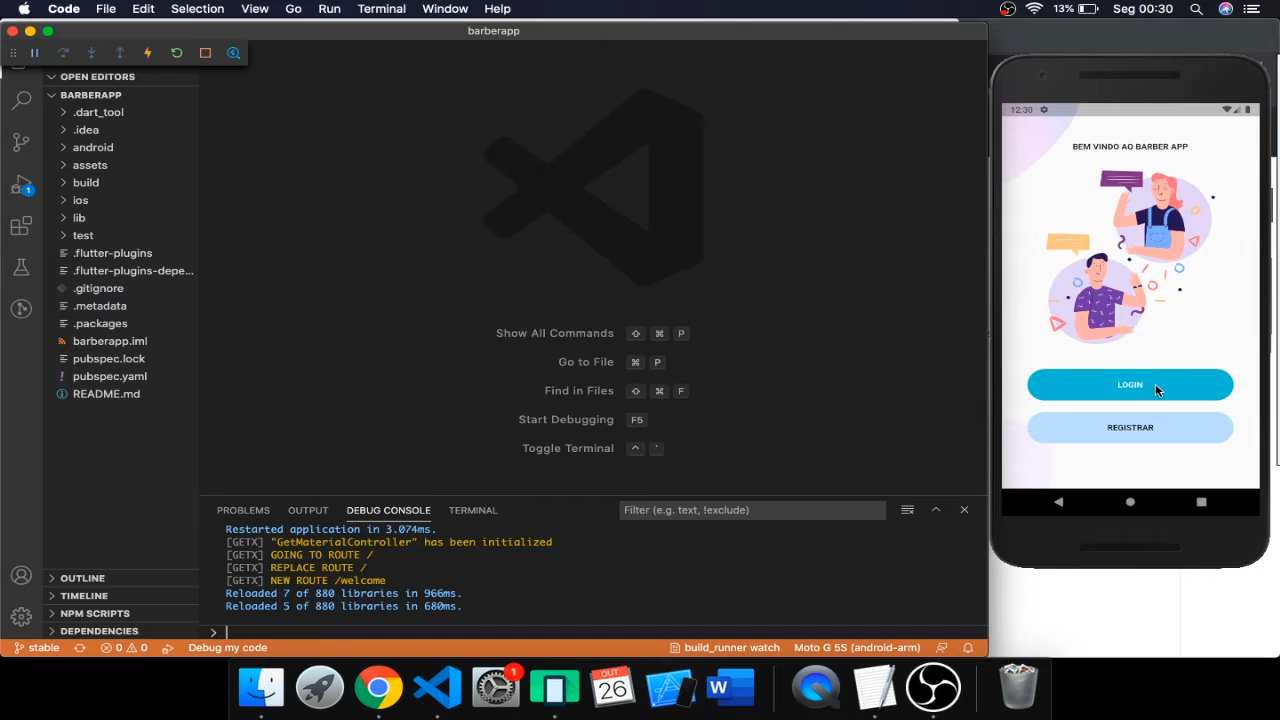 Code File Edit Selection View Go Run Terminal Window Help 13% Seg 00:30
barberapp
OPEN EDITORS
BARBERAPP
.dart_tool
.idea
android
assets
build
ios
lib
test
.flutter-plugins
.flutter-plugins-depe...
.gitignore
.metadata
.packages
barberapp.iml
pubspec.lock
pubspec.yaml
README.md
OUTLINE
TIMELINE
NPM SCRIPTS
DEPENDENCIES
1
Show All Commands ⇧ ⌘ P
Go to File ⌘ P
Find in Files ⇧ ⌘ F
Start Debugging F5
Toggle Terminal ^ `
PROBLEMS OUTPUT DEBUG CONSOLE TERMINAL Filter (e.g. text, !exclude)
Restarted application in 3.074ms.
[GETX] "GetMaterialController" has been initialized
[GETX] GOING TO ROUTE /
[GETX] REPLACE ROUTE /
[GETX] NEW ROUTE /welcome
Reloaded 7 of 880 libraries in 966ms.
Reloaded 5 of 880 libraries in 680ms.
>
stable 0 0 Debug my code build_runner watch Moto G 5S (android-arm)
12.30
BEM VINDO AO BARBER APP
LOGIN
REGISTRAR
1
OUT
26
W